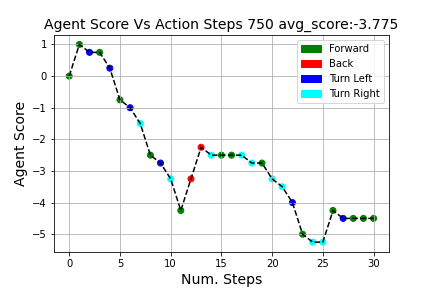 Agent Score Vs Action Steps 750 avg_score:-3.775
Forward
Back
Turn Left
Turn Right
Agent Score
1
0
−1
−2
−3
−4
−5
0 5 10 15 20 25 30
Num. Steps